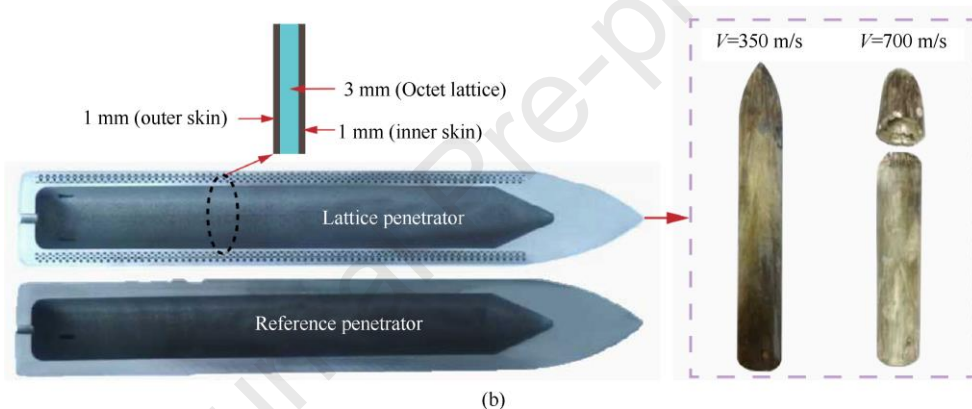 V=350 m/s
V=700 m/s
3 mm (Octet lattice)
1 mm (outer skin)
1 mm (inner skin)
Lattice penetrator
Reference penetrator
(b)